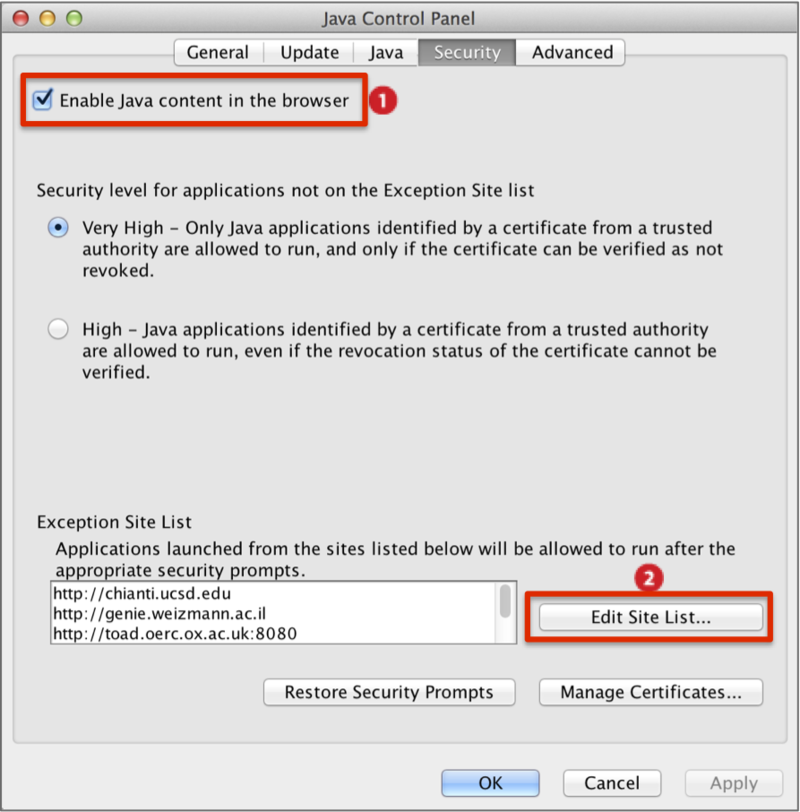 Java Control Panel
General Update Java Security Advanced
Enable Java content in the browser 1
Security level for applications not on the Exception Site list
Very High – Only Java applications identified by a certificate from a trusted
authority are allowed to run, and only if the certificate can be verified as not
revoked.
High – Java applications identified by a certificate from a trusted authority
are allowed to run, even if the revocation status of the certificate cannot be
verified.
Exception Site List
Applications launched from the sites listed below will be allowed to run after the
appropriate security prompts.
2
http://chianti.ucsd.edu
http://genie.weizmann.ac.il
http://toad.oerc.ox.ac.uk:8080
Edit Site List...
Restore Security Prompts Manage Certificates...
OK Cancel Apply